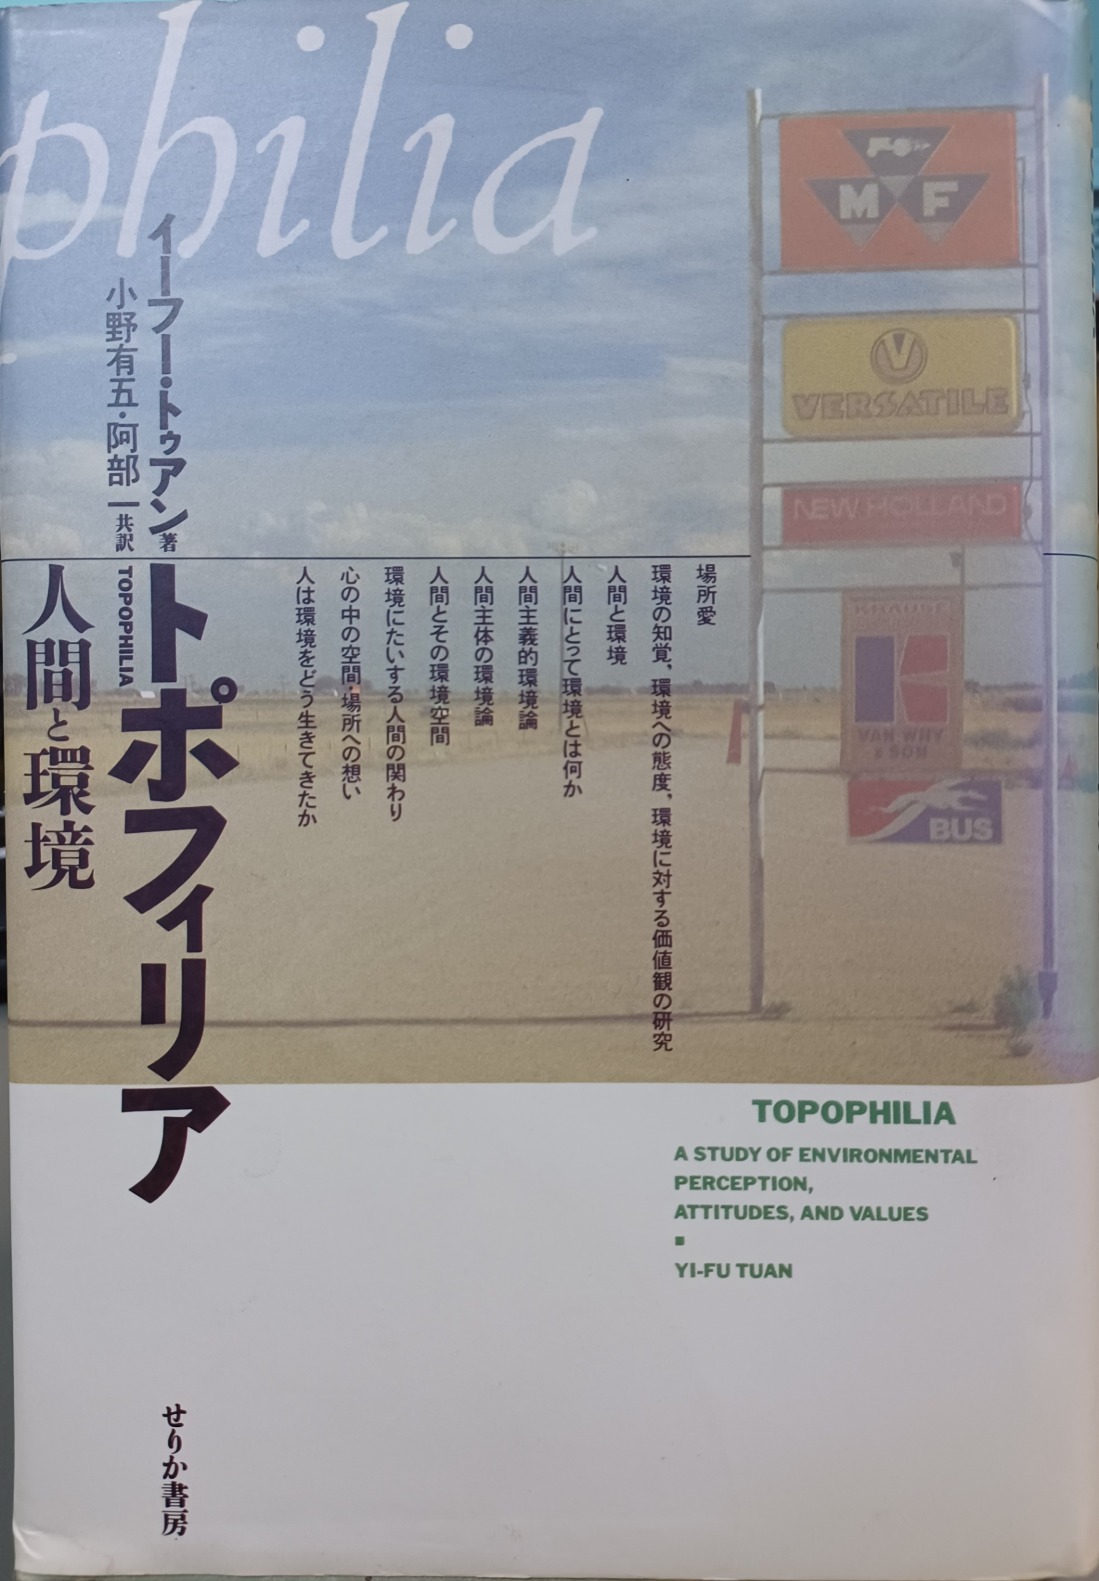 philia
イーフー・トゥアン著
小野有五・阿部一共訳
トポフィリア
TOPOPHILIA
人間と環境
場所愛
環境の知覚、環境への態度、環境に対する価値観の研究
人間と環境
人間にとって環境とは何か
人間主義的環境論
人間主体の環境論
人間とその環境空間
環境にたいする人間の関わり
心の中の空間・場所への想い
人は環境をどう生きてきたか
M F
V
VERSATILE
NEW HOLLAND
KRAUSE
K
VAN WHY
& SON
BUS
TOPOPHILIA
A STUDY OF ENVIRONMENTAL
PERCEPTION,
ATTITUDES, AND VALUES
YI-FU TUAN
せりか書房